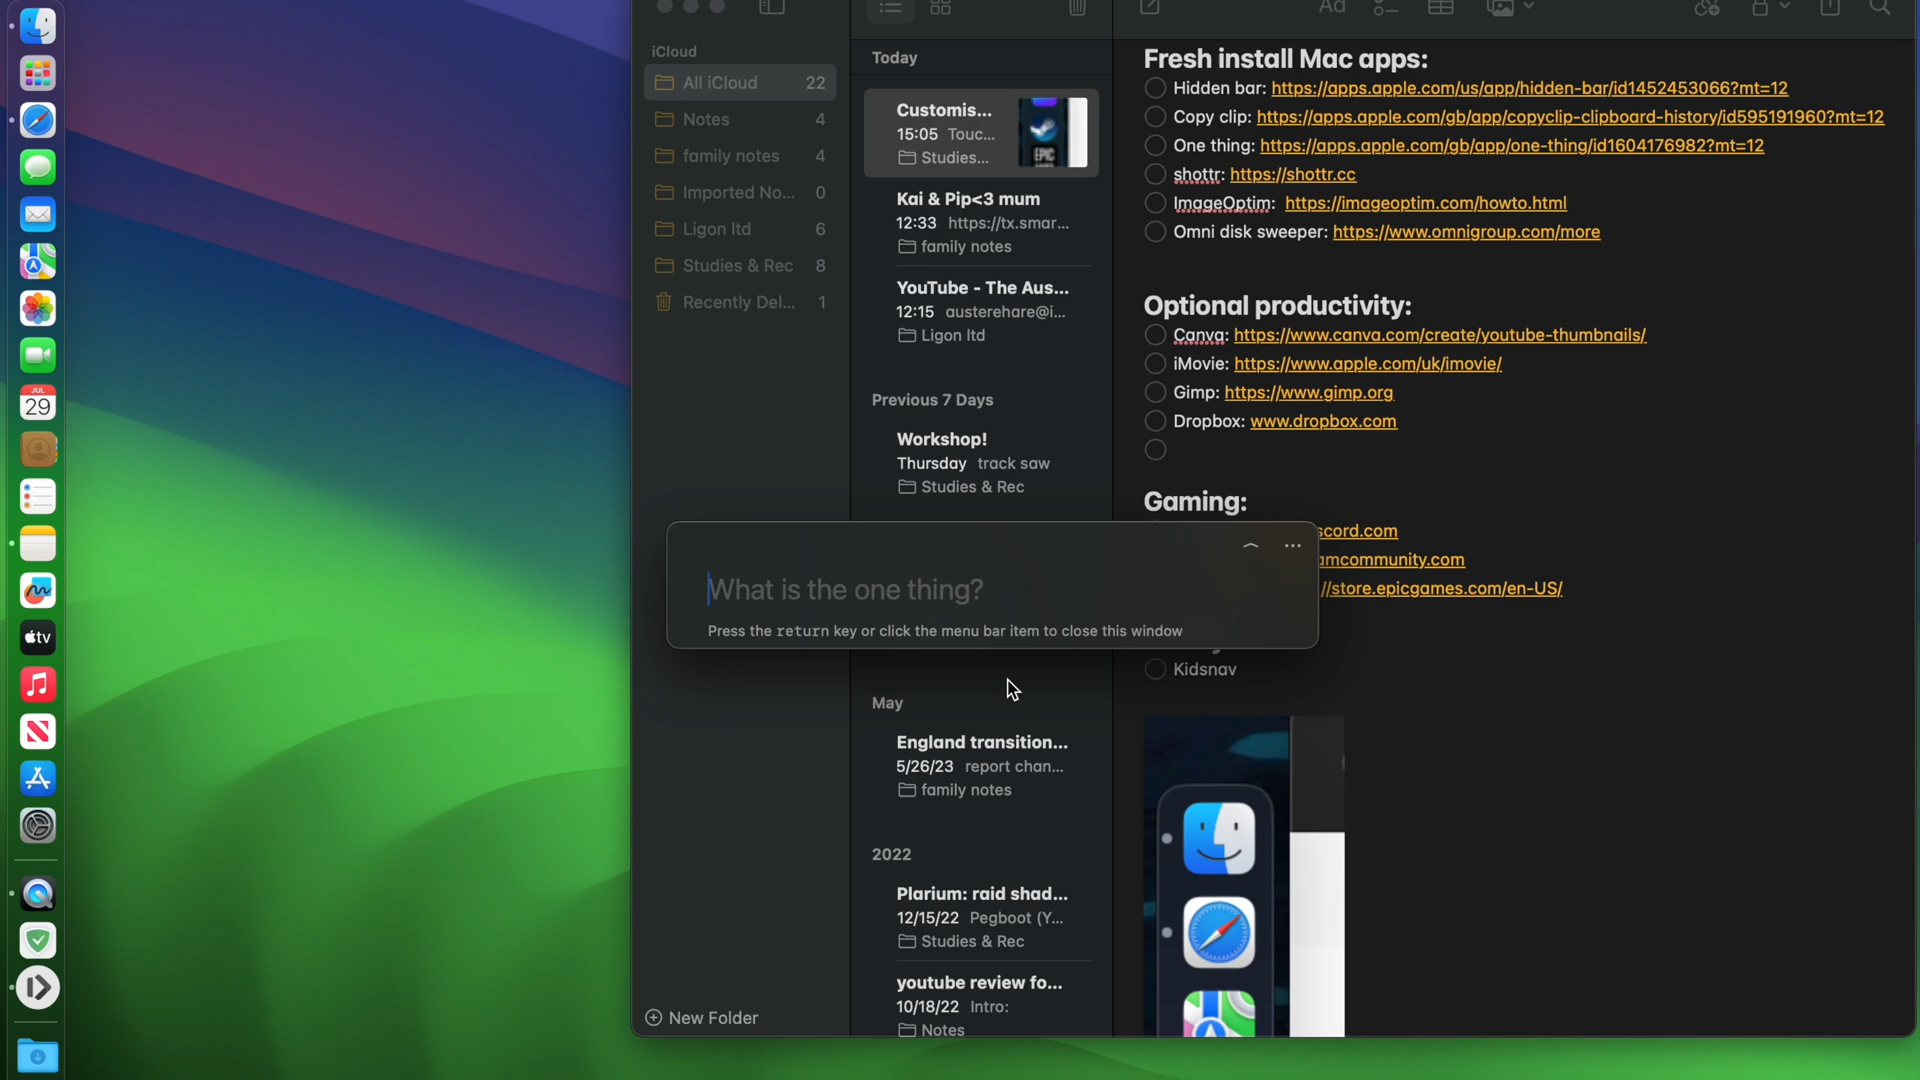 iCloud
All iCloud 22
Notes 4
family notes 4
Imported No... 0
Ligon ltd 6
Studies & Rec 8
Recently Del... 1
New Folder
Today
Customis...
15:05 Touc...
Studies...
Kai & Pip<3 mum
12:33 https://tx.smar...
family notes
YouTube - The Aus...
12:15 austerehare@i...
Ligon ltd
Previous 7 Days
Workshop!
Thursday track saw
Studies & Rec
May
England transition...
5/26/23 report chan...
family notes
2022
Plarium: raid shad...
12/15/22 Pegboot (Y...
Studies & Rec
youtube review fo...
10/18/22 Intro:
Notes
Aa
Fresh install Mac apps:
Hidden bar: https://apps.apple.com/us/app/hidden-bar/id1452453066?mt=12
Copy clip: https://apps.apple.com/gb/app/copyclip-clipboard-history/id595191960?mt=12
One thing: https://apps.apple.com/gb/app/one-thing/id1604176982?mt=12
shottr: https://shottr.cc
ImageOptim: https://imageoptim.com/howto.html
Omni disk sweeper: https://www.omnigroup.com/more
Optional productivity:
Canva: https://www.canva.com/create/youtube-thumbnails/
iMovie: https://www.apple.com/uk/imovie/
Gimp: https://www.gimp.org
Dropbox: www.dropbox.com
Gaming:
scord.com
amcommunity.com
//store.epicgames.com/en-US/
Kidsnav
What is the one thing?
Press the return key or click the menu bar item to close this window
JUL
29
tv
EPIC